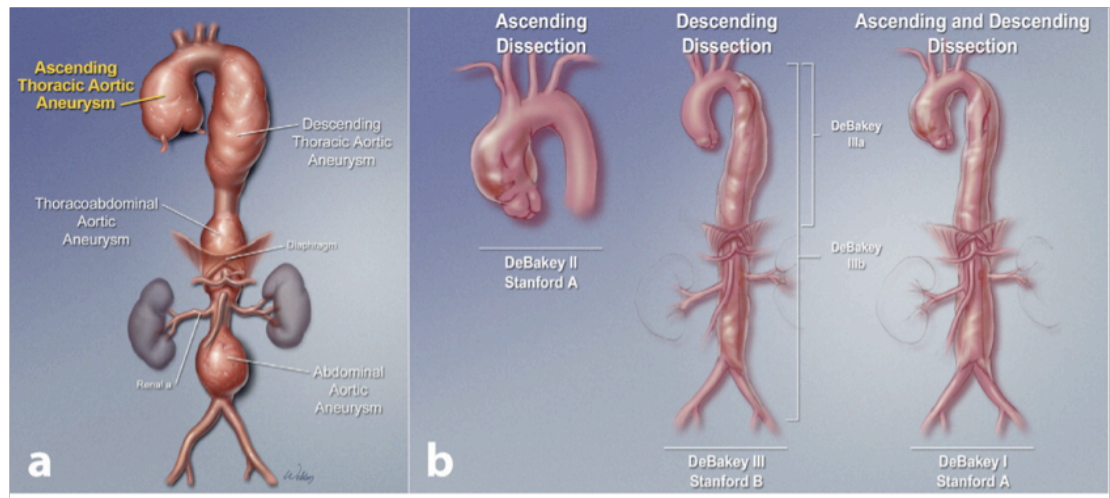 Ascending
Thoracic Aortic
Aneurysm
Descending
Thoracic Aortic
Aneurysm
Thoracoabdominal
Aortic
Aneurysm
Diaphragm
Renal a
Abdominal
Aortic
Aneurysm
a
Ascending
Dissection
DeBakey II
Stanford A
Descending
Dissection
DeBakey
IIIa
DeBakey
IIIb
DeBakey III
Stanford B
Ascending and Descending
Dissection
DeBakey I
Stanford A
b